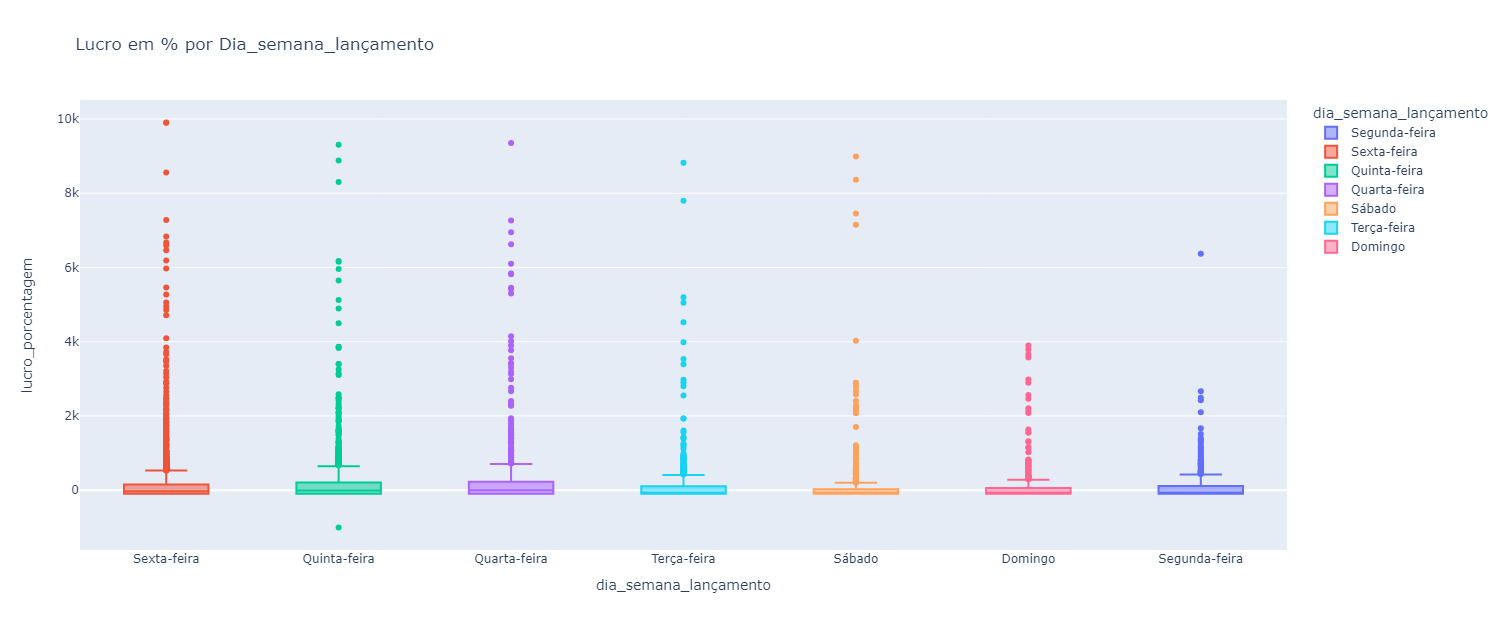 Lucro em % por Dia_semana_lançamento
10k
8k
6k
4k
2k
0
lucro_porcentagem
Sexta-feira
Quinta-feira
Quarta-feira
Terça-feira
Sábado
Domingo
Segunda-feira
dia_semana_lançamento
dia_semana_lançamento
Segunda-feira
Sexta-feira
Quinta-feira
Quarta-feira
Sábado
Terça-feira
Domingo